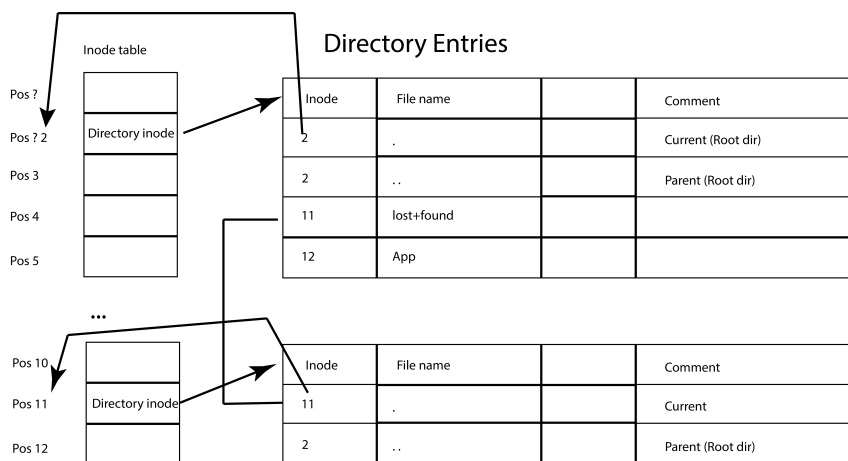 Directory Entries
Inode table
Pos ?
Pos ? 2 Directory inode
Pos 3
Pos 4
Pos 5
Inode File name Comment
2 . Current (Root dir)
2 . . Parent (Root dir)
11 lost+found
12 App
...
Pos 10
Pos 11 Directory inode
Pos 12
Inode File name Comment
11 . Current
2 . . Parent (Root dir)